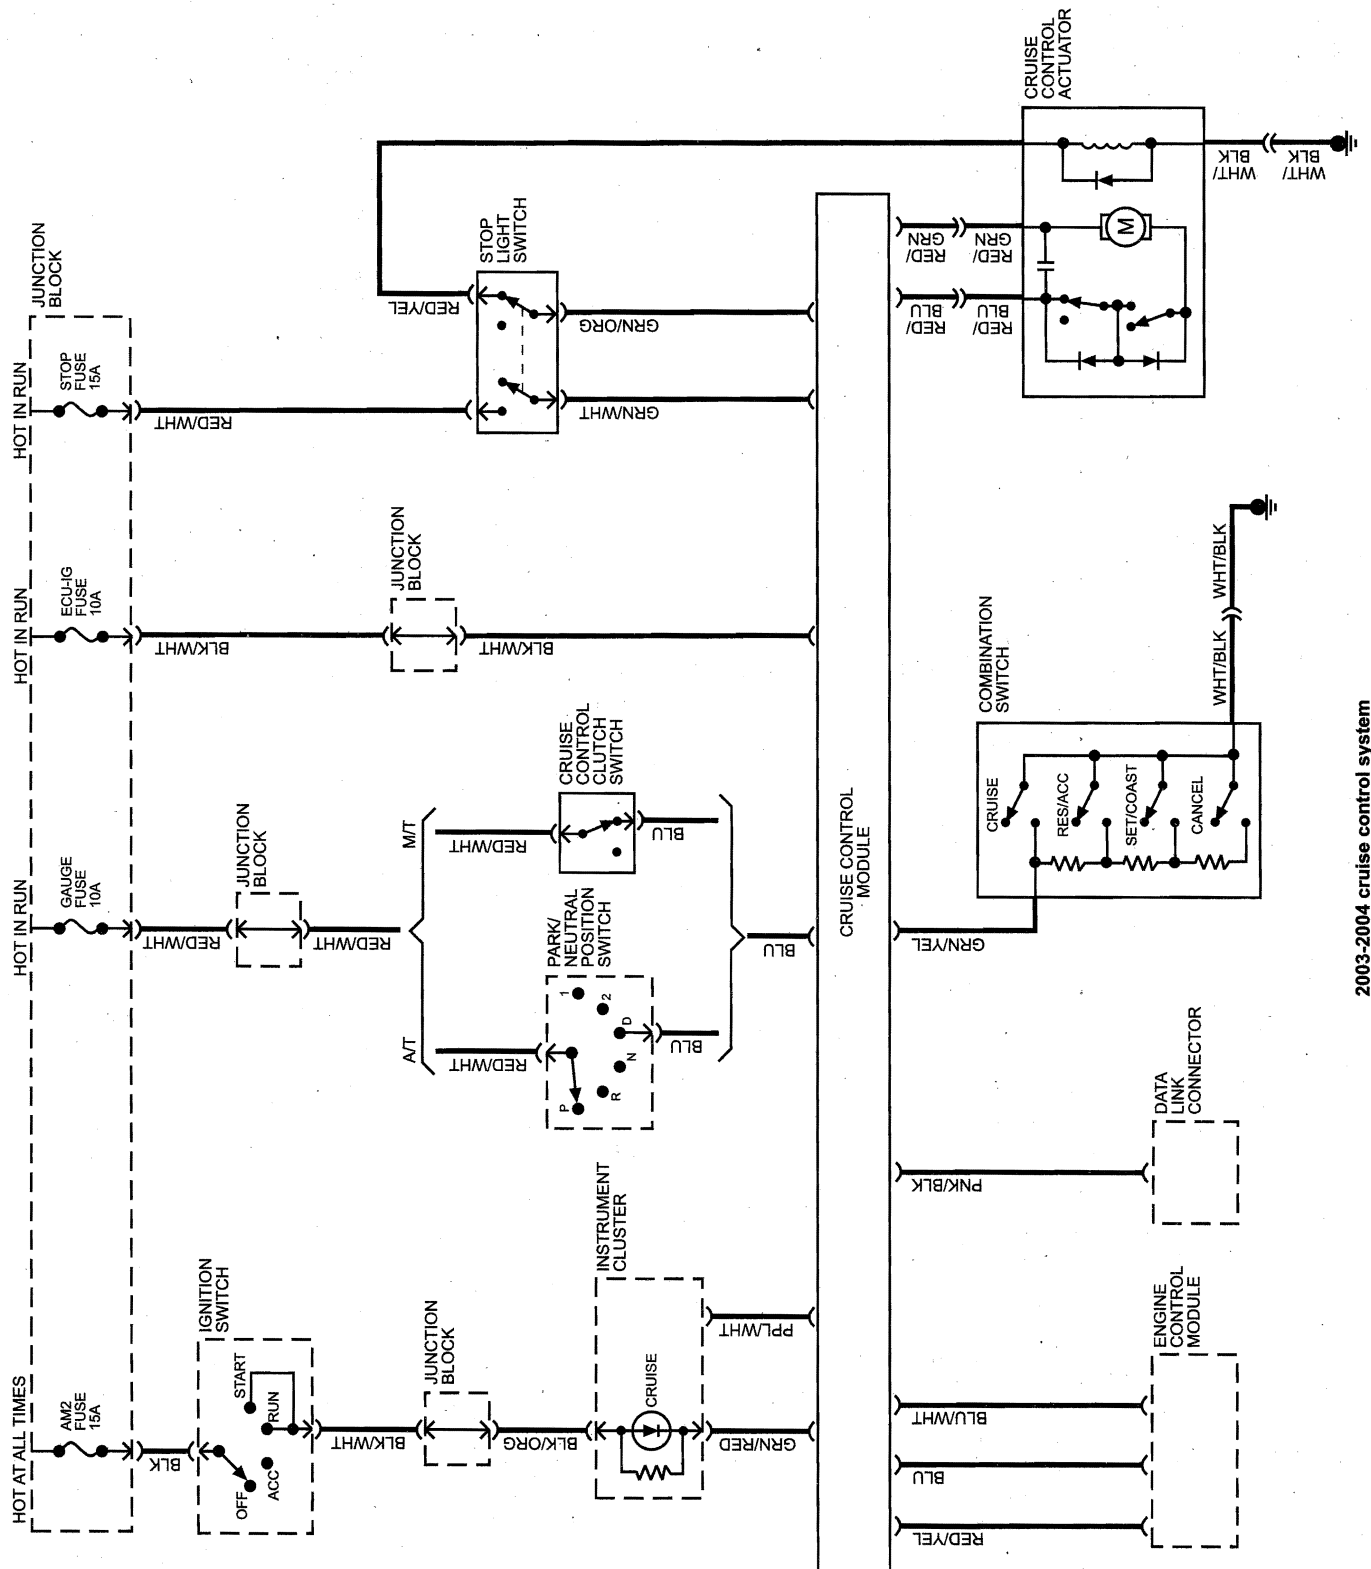 HOT AT ALL TIMES
AM2
FUSE
15A
BLK
IGNITION
SWITCH
OFF
ACC
RUN
START
BLK/WHT
JUNCTION
BLOCK
BLK/ORG
INSTRUMENT
CLUSTER
CRUISE
GRN/RED
PPL/WHT
HOT IN RUN
GAUGE
FUSE
10A
RED/WHT
JUNCTION
BLOCK
RED/WHT
A/T
M/T
RED/WHT
PARK/
NEUTRAL
POSITION
SWITCH
P
R
N
D
2
1
BLU
RED/WHT
CRUISE
CONTROL
CLUTCH
SWITCH
BLU
BLU
HOT IN RUN
ECU-IG
FUSE
10A
BLK/WHT
JUNCTION
BLOCK
BLK/WHT
HOT IN RUN
STOP
FUSE
15A
JUNCTION
BLOCK
RED/WHT
STOP
LIGHT
SWITCH
RED/YEL
GRN/WHT
GRN/ORG
CRUISE CONTROL
MODULE
RED/YEL
BLU
BLU/WHT
ENGINE
CONTROL
MODULE
PNK/BLK
DATA
LINK
CONNECTOR
GRN/YEL
COMBINATION
SWITCH
CRUISE
RES/ACC
SET/COAST
CANCEL
WHT/BLK
WHT/BLK
RED/
BLU
RED/
BLU
RED/
GRN
RED/
GRN
CRUISE
CONTROL
ACTUATOR
M
WHT/
BLK
WHT/
BLK
2003-2004 cruise control system